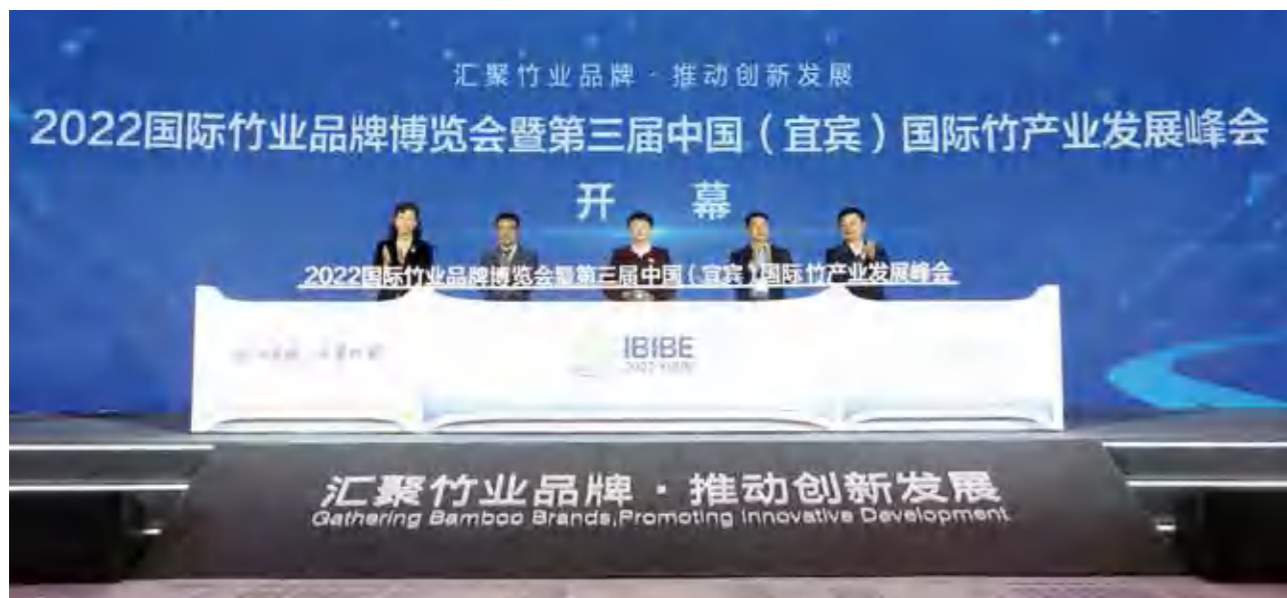 汇聚竹业品牌·推动创新发展
2022国际竹业品牌博览会暨第三届中国（宜宾）国际竹产业发展峰会
开 幕
2022国际竹业品牌博览会暨第三届中国（宜宾）国际竹产业发展峰会
IBIBE
汇聚竹业品牌·推动创新发展
Gathering Bamboo Brands,Promoting Innovative Development